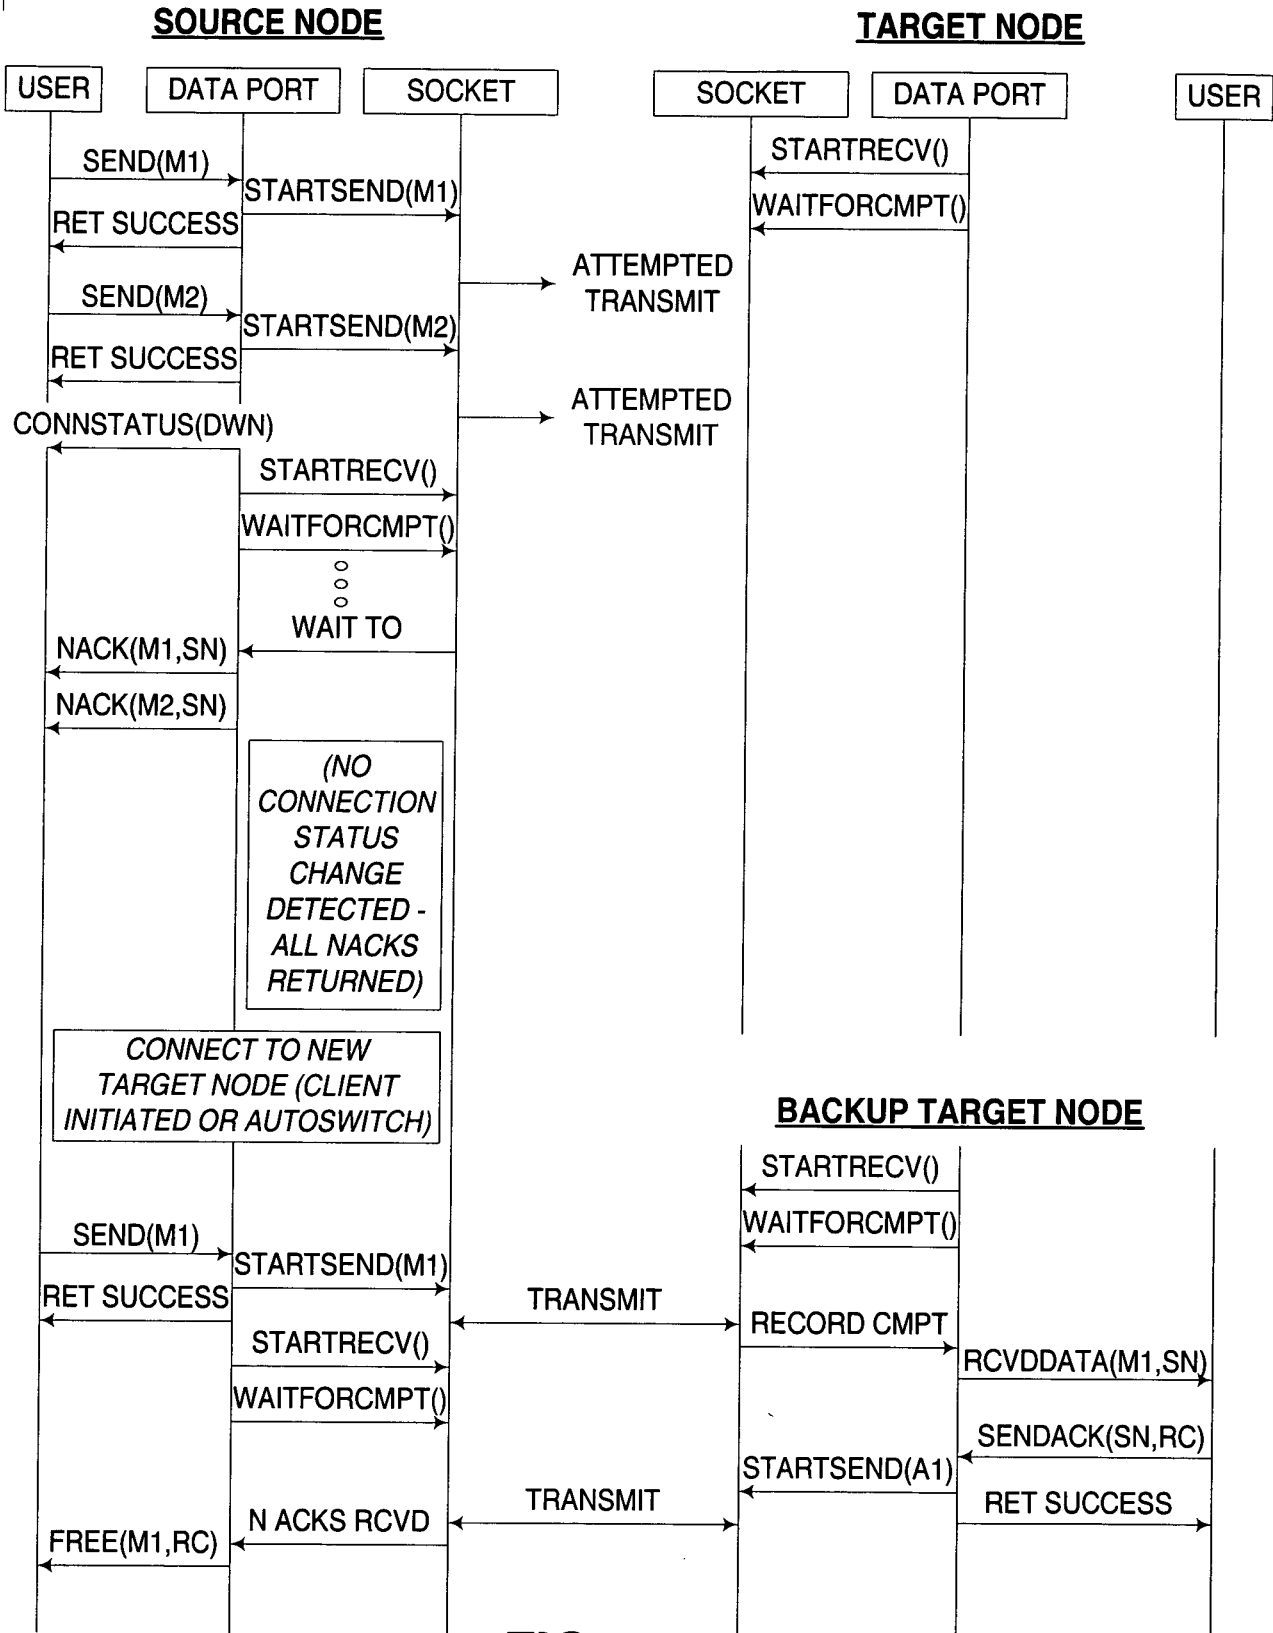 SOURCE NODE
TARGET NODE
USER
DATA PORT
SOCKET
SOCKET
DATA PORT
USER
SEND(M1)
STARTSEND(M1)
RET SUCCESS
STARTRECV()
WAITFORCMPT()
ATTEMPTED
TRANSMIT
SEND(M2)
STARTSEND(M2)
RET SUCCESS
ATTEMPTED
TRANSMIT
CONNSTATUS(DWN)
STARTRECV()
WAITFORCMPT()
WAIT TO
NACK(M1,SN)
NACK(M2,SN)
(NO
CONNECTION
STATUS
CHANGE
DETECTED -
ALL NACKS
RETURNED)
CONNECT TO NEW
TARGET NODE (CLIENT
INITIATED OR AUTOSWITCH)
BACKUP TARGET NODE
STARTRECV()
WAITFORCMPT()
SEND(M1)
STARTSEND(M1)
RET SUCCESS
TRANSMIT
RECORD CMPT
STARTRECV()
RCVDDATA(M1,SN)
WAITFORCMPT()
SENDACK(SN,RC)
STARTSEND(A1)
TRANSMIT
RET SUCCESS
N ACKS RCVD
FREE(M1,RC)